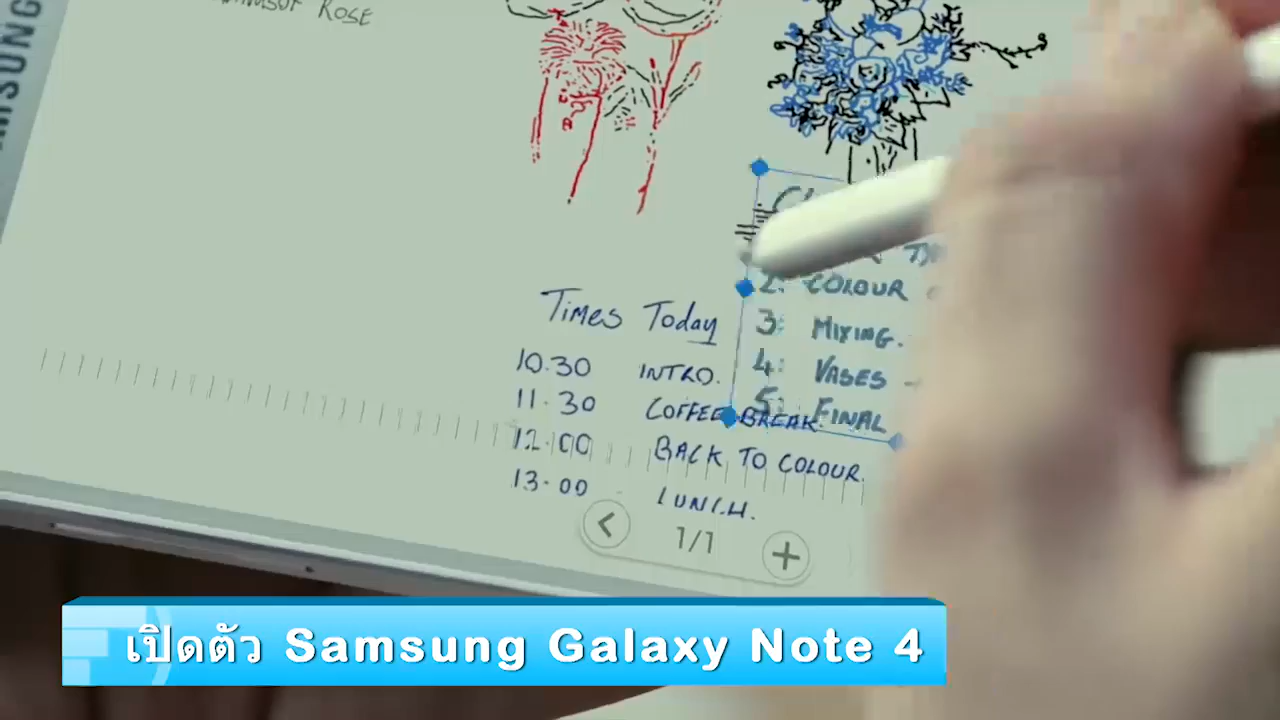 SAMSUNG
ROSE
Times Today
10.30 INTRO.
11.30 COFFEE BREAK.
12.00 BACK TO COLOUR.
13.00 LUNCH.
2: COLOUR
3: MIXING.
4: VASES -
5: FINAL
1/1
เปิดตัว Samsung Galaxy Note 4